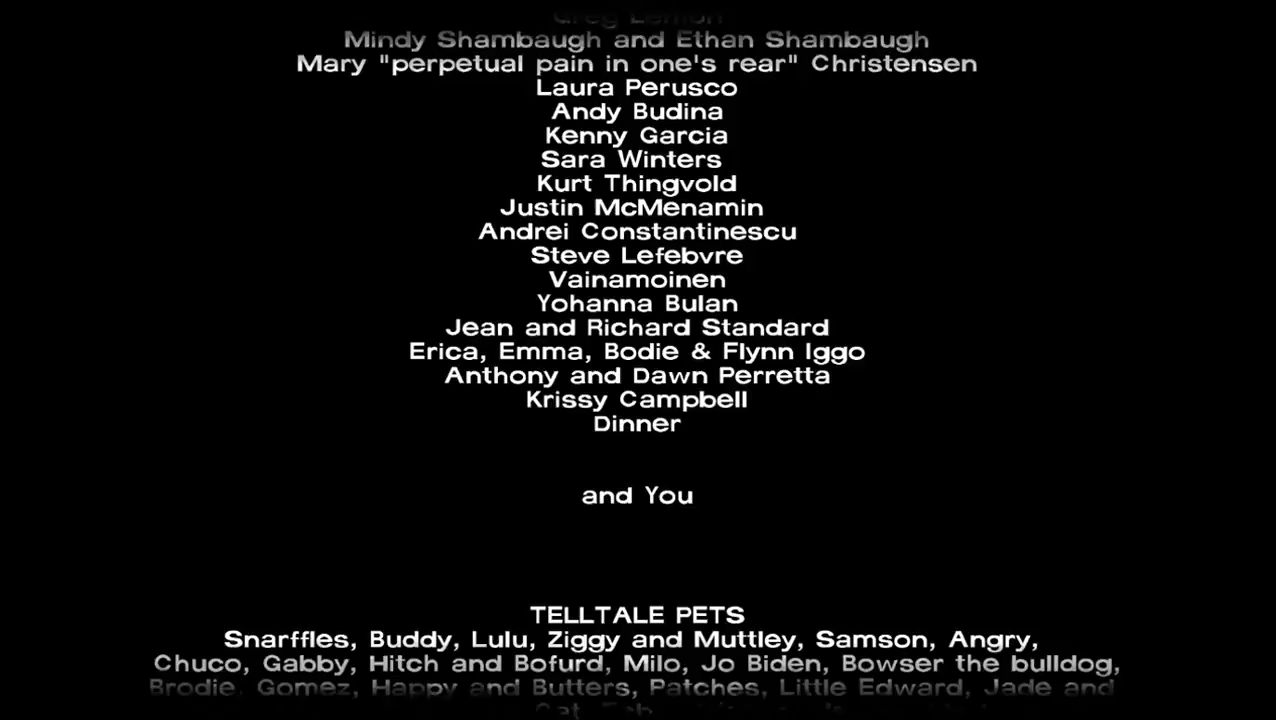 Greg Lemon
Mindy Shambaugh and Ethan Shambaugh
Mary "perpetual pain in one's rear" Christensen
Laura Perusco
Andy Budina
Kenny Garcia
Sara Winters
Kurt Thingvold
Justin McMenamin
Andrei Constantinescu
Steve Lefebvre
Vainamoinen
Yohanna Bulan
Jean and Richard Standard
Erica, Emma, Bodie & Flynn Iggo
Anthony and Dawn Perretta
Krissy Campbell
Dinner
and You
TELLTALE PETS
Snarffles, Buddy, Lulu, Ziggy and Muttley, Samson, Angry,
Chuco, Gabby, Hitch and Bofurd, Milo, Jo Biden, Bowser the bulldog,
Brodie, Gomez, Happy and Butters, Patches, Little Edward, Jade and